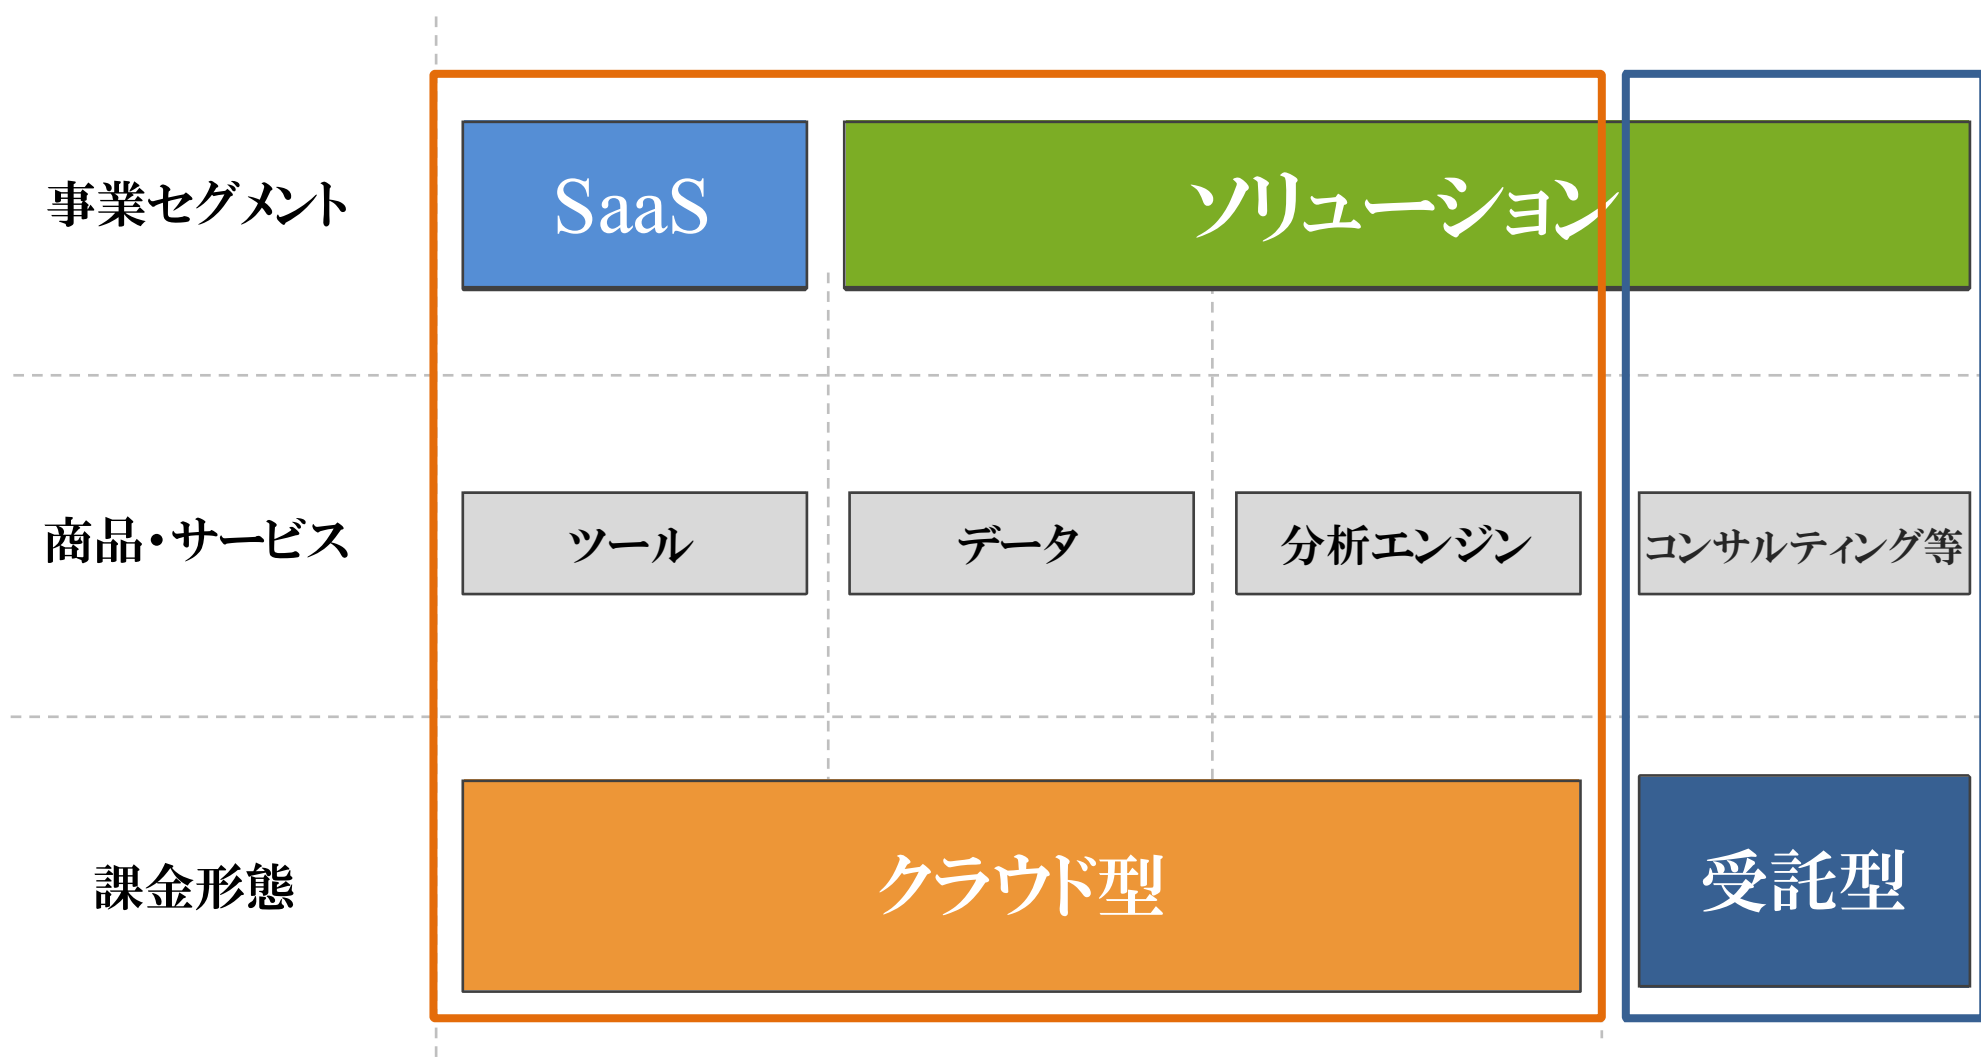 事業セグメント
SaaS
ソリューション
商品・サービス
ツール
データ
分析エンジン
コンサルティング等
課金形態
クラウド型
受託型